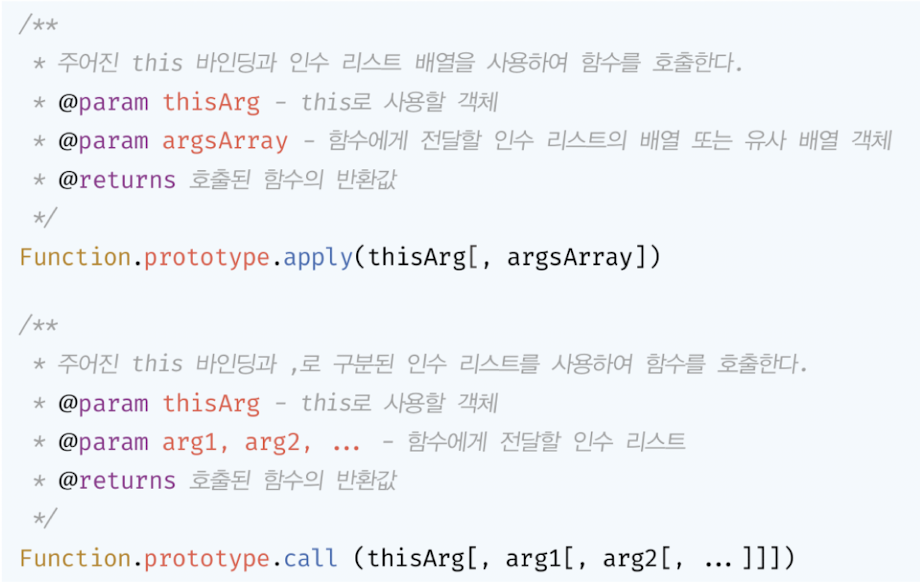 /**
* 주어진 this 바인딩과 인수 리스트 배열을 사용하여 함수를 호출한다.
* @param thisArg - this로 사용할 객체
* @param argsArray - 함수에게 전달할 인수 리스트의 배열 또는 유사 배열 객체
* @returns 호출된 함수의 반환값
*/
Function.prototype.apply(thisArg[, argsArray])
/**
* 주어진 this 바인딩과 ,로 구분된 인수 리스트를 사용하여 함수를 호출한다.
* @param thisArg - this로 사용할 객체
* @param arg1, arg2, ... - 함수에게 전달할 인수 리스트
* @returns 호출된 함수의 반환값
*/
Function.prototype.call (thisArg[, arg1[, arg2[, ...]]])